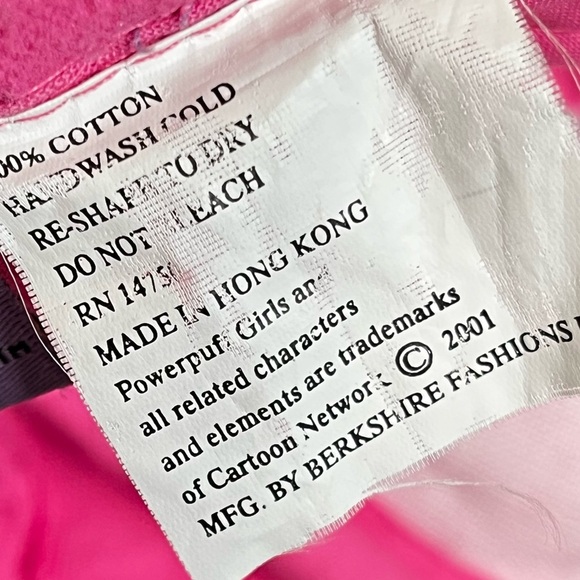 00% COTTON
HANDWASH COLD
RE-SHAPE TO DRY
DO NOT BLEACH
RN
MADE IN HONG KONG
Powerpuff Girls and
all related characters
and elements are trademarks
of Cartoon Network © 2001
MFG. BY BERKSHIRE FASHIONS